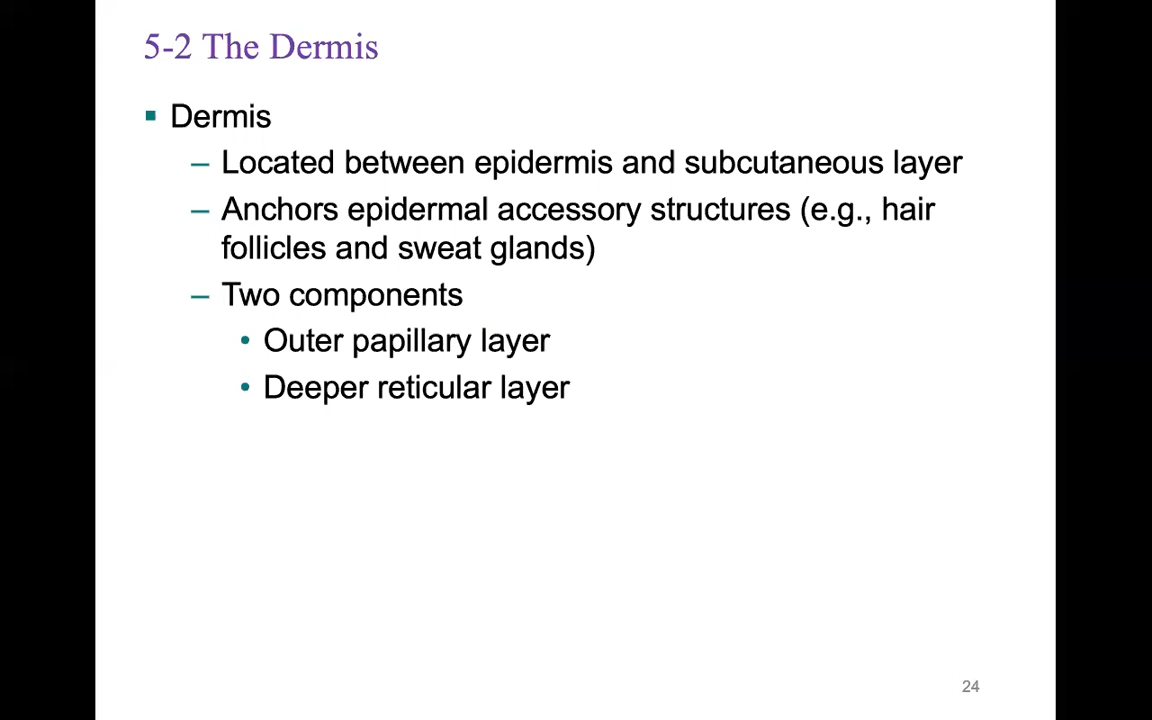 5-2 The Dermis
▪ Dermis
– Located between epidermis and subcutaneous layer
– Anchors epidermal accessory structures (e.g., hair
follicles and sweat glands)
– Two components
• Outer papillary layer
• Deeper reticular layer
24